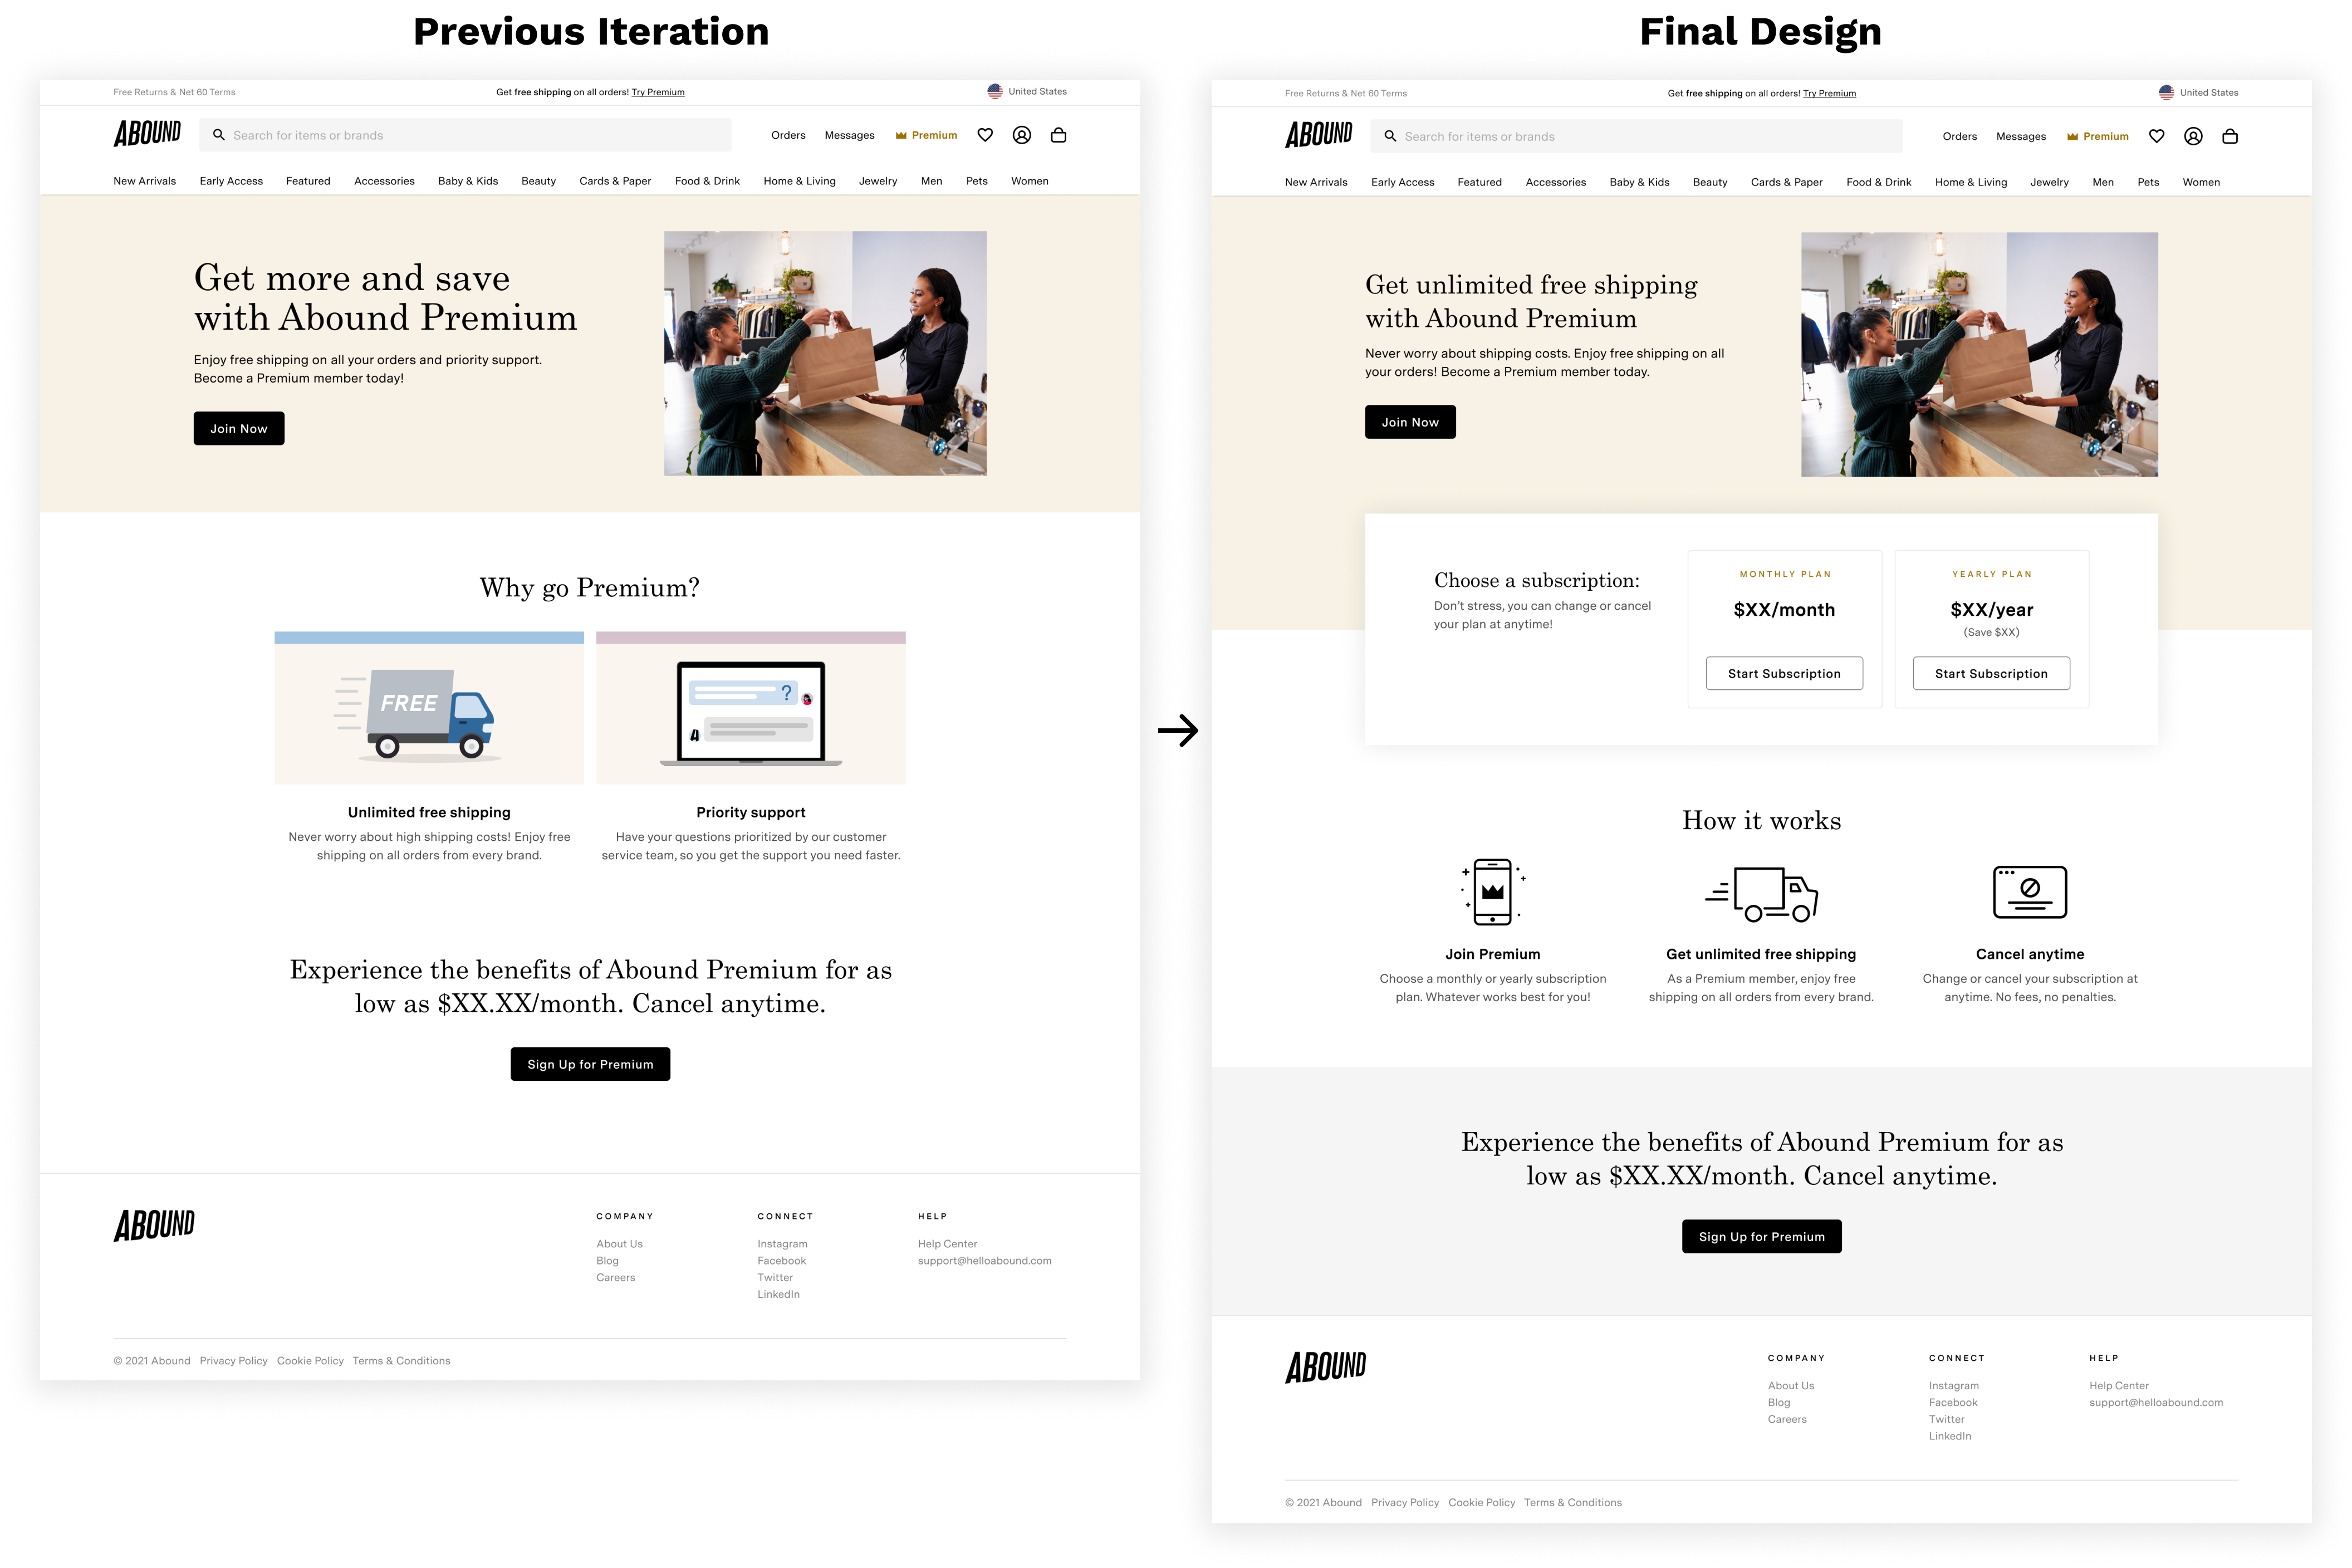 Previous Iteration
Free Returns & Net 60 Terms
Get free shipping on all orders! Try Premium
United States
ABOUND
Search for items or brands
Orders
Messages
Premium
New Arrivals
Early Access
Featured
Accessories
Baby & Kids
Beauty
Cards & Paper
Food & Drink
Home & Living
Jewelry
Men
Pets
Women
Get more and save
with Abound Premium
Enjoy free shipping on all your orders and priority support.
Become a Premium member today!
Join Now
Why go Premium?
FREE
?
A
Unlimited free shipping
Never worry about high shipping costs! Enjoy free
shipping on all orders from every brand.
Priority support
Have your questions prioritized by our customer
service team, so you get the support you need faster.
Experience the benefits of Abound Premium for as
low as $XX.XX/month. Cancel anytime.
Sign Up for Premium
ABOUND
COMPANY
About Us
Blog
Careers
CONNECT
Instagram
Facebook
Twitter
LinkedIn
HELP
Help Center
support@helloabound.com
© 2021 Abound
Privacy Policy
Cookie Policy
Terms & Conditions
Final Design
Free Returns & Net 60 Terms
Get free shipping on all orders! Try Premium
United States
ABOUND
Search for items or brands
Orders
Messages
Premium
New Arrivals
Early Access
Featured
Accessories
Baby & Kids
Beauty
Cards & Paper
Food & Drink
Home & Living
Jewelry
Men
Pets
Women
Get unlimited free shipping
with Abound Premium
Never worry about shipping costs. Enjoy free shipping on all
your orders! Become a Premium member today.
Join Now
Choose a subscription:
Don't stress, you can change or cancel
your plan at anytime!
MONTHLY PLAN
$XX/month
Start Subscription
YEARLY PLAN
$XX/year
(Save $XX)
Start Subscription
How it works
Join Premium
Choose a monthly or yearly subscription
plan. Whatever works best for you!
Get unlimited free shipping
As a Premium member, enjoy free
shipping on all orders from every brand.
Cancel anytime
Change or cancel your subscription at
anytime. No fees, no penalties.
Experience the benefits of Abound Premium for as
low as $XX.XX/month. Cancel anytime.
Sign Up for Premium
ABOUND
COMPANY
About Us
Blog
Careers
CONNECT
Instagram
Facebook
Twitter
LinkedIn
HELP
Help Center
support@helloabound.com
© 2021 Abound
Privacy Policy
Cookie Policy
Terms & Conditions